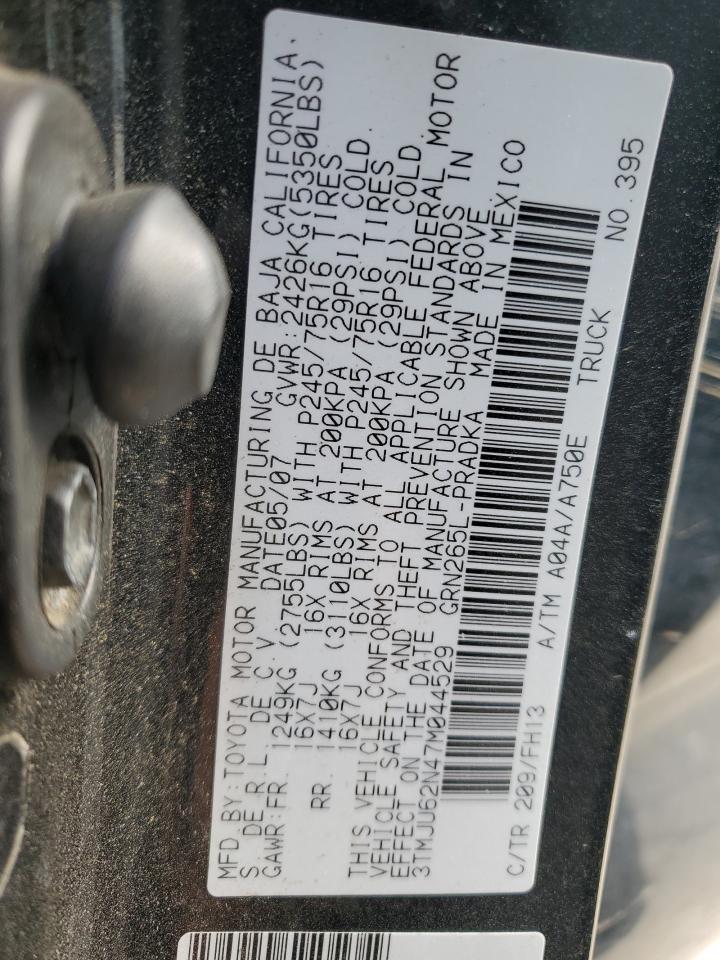 MFD.BY:TOYOTA MOTOR MANUFACTURING DE BAJA CALIFORNIA,
S. DE R.L. DE C.V. DATE05/07 GVWR:2426KG(5350LBS)
GAWR:FR. 1249KG (2755LBS) WITH P245/75R16 TIRES
16X7J 16X RIMS AT 200KPA (29PSI) COLD
RR. 1410KG (3110LBS) WITH P245/75R16 TIRES
16X7J 16X RIMS AT 200KPA (29PSI) COLD
THIS VEHICLE CONFORMS TO ALL APPLICABLE FEDERAL MOTOR
VEHICLE SAFETY AND THEFT PREVENTION STANDARDS IN
EFFECT ON THE DATE OF MANUFACTURE SHOWN ABOVE.
3TMJU62N47M044529 GRN265L-PRADKA MADE IN MEXICO
C/TR 209/FH13 A/TM A04A/A750E TRUCK NO.395